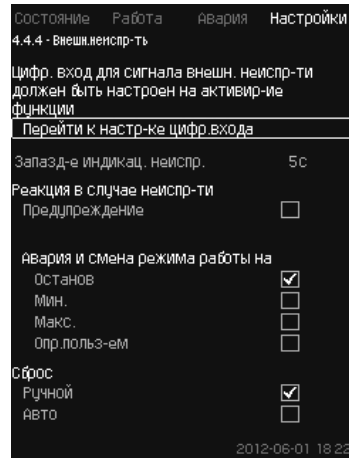 Состояние Работа Авария Настройки
4.4.4 - Внешн.неиспр-ть
Цифр. вход для сигнала внешн. неиспр-ти
должен быть настроен на активир-ие
функции
Перейти к настр-ке цифр.входа
Запазд-е индикац. неиспр. 5с
Реакция в случае неиспр-ти
Предупреждение
Авария и смена режима работы на
Останов
Мин.
Макс.
Опр.польз-ем
Сброс
Ручной
Авто
2012-06-01 18:22